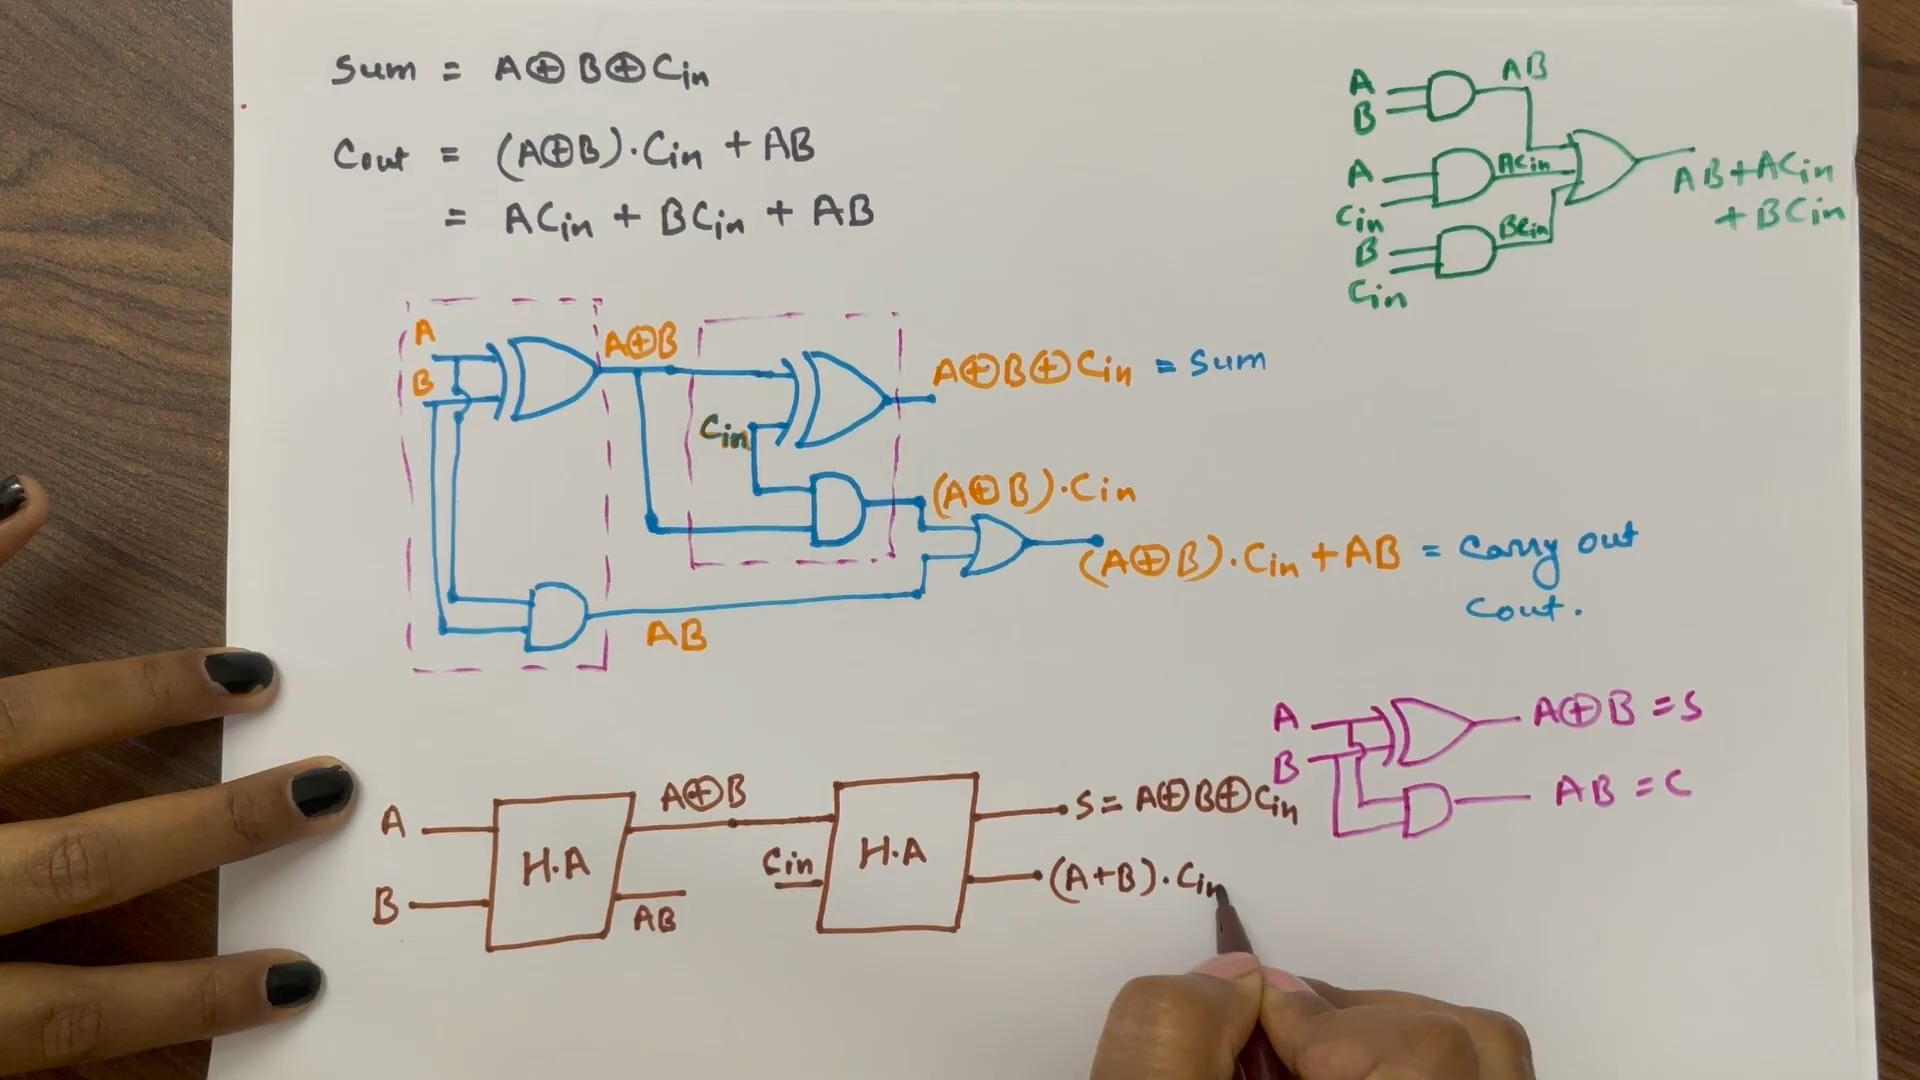 Sum = A⊕B⊕Cin
Cout = (A⊕B)·Cin + AB
= ACin + BCin + AB
A
B
AB
A
Cin
ACin
B
Cin
BCin
AB+ACin
+BCin
A
B
A⊕B
Cin
A⊕B⊕Cin = Sum
(A⊕B)·Cin
(A⊕B)·Cin+AB = Carry out
Cout.
AB
A
B
A⊕B = S
AB = C
A
B
H.A
A⊕B
AB
Cin
H.A
S = A⊕B⊕Cin
(A+B)·Cin